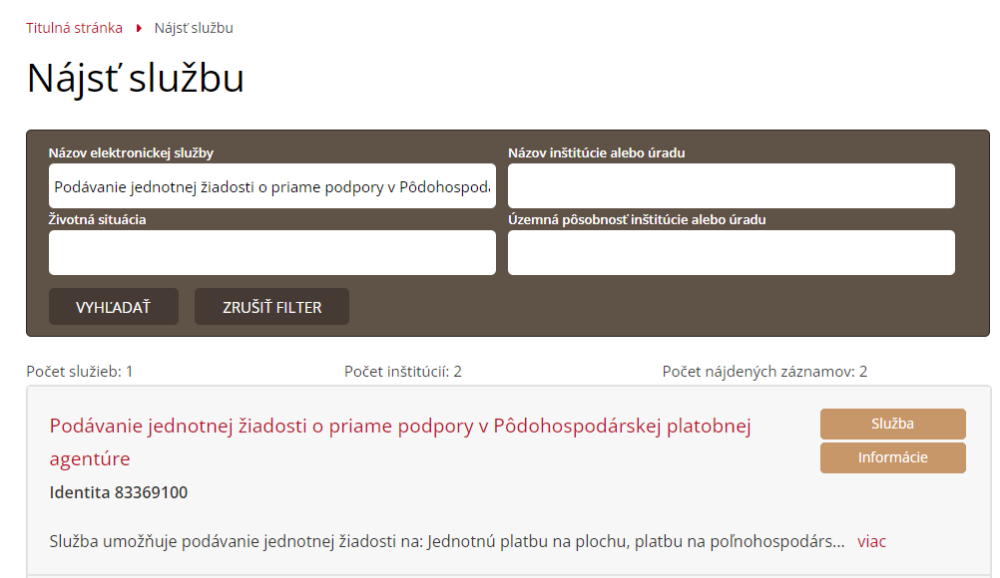 Titulná stránka Nájsť službu
Nájsť službu
Názov elektronickej služby Názov inštitúcie alebo úradu
Podávanie jednotnej žiadosti o priame podpory v Pôdohospodá
Životná situácia Územná pôsobnosť inštitúcie alebo úradu
VYHĽADAŤ ZRUŠIŤ FILTER
Počet služieb: 1 Počet inštitúcií: 2 Počet nájdených záznamov: 2
Podávanie jednotnej žiadosti o priame podpory v Pôdohospodárskej platobnej Služba
agentúre Informácie
Identita 83369100
Služba umožňuje podávanie jednotnej žiadosti na: Jednotnú platbu na plochu, platbu na poľnohospodárs... viac